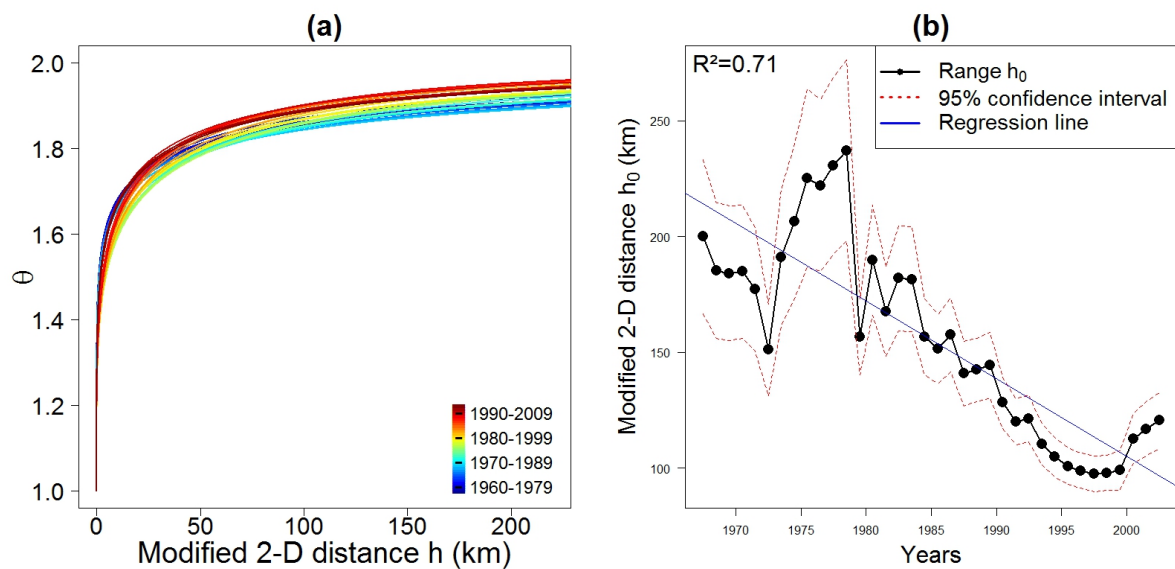 (a)
θ
2.0
1.8
1.6
1.4
1.2
1.0
1990-2009
1980-1999
1970-1989
1960-1979
0
50
100
150
200
Modified 2-D distance h (km)
(b)
R²=0.71
Range h₀
95% confidence interval
Regression line
Modified 2-D distance h₀ (km)
250
200
150
100
1970
1975
1980
1985
1990
1995
2000
Years